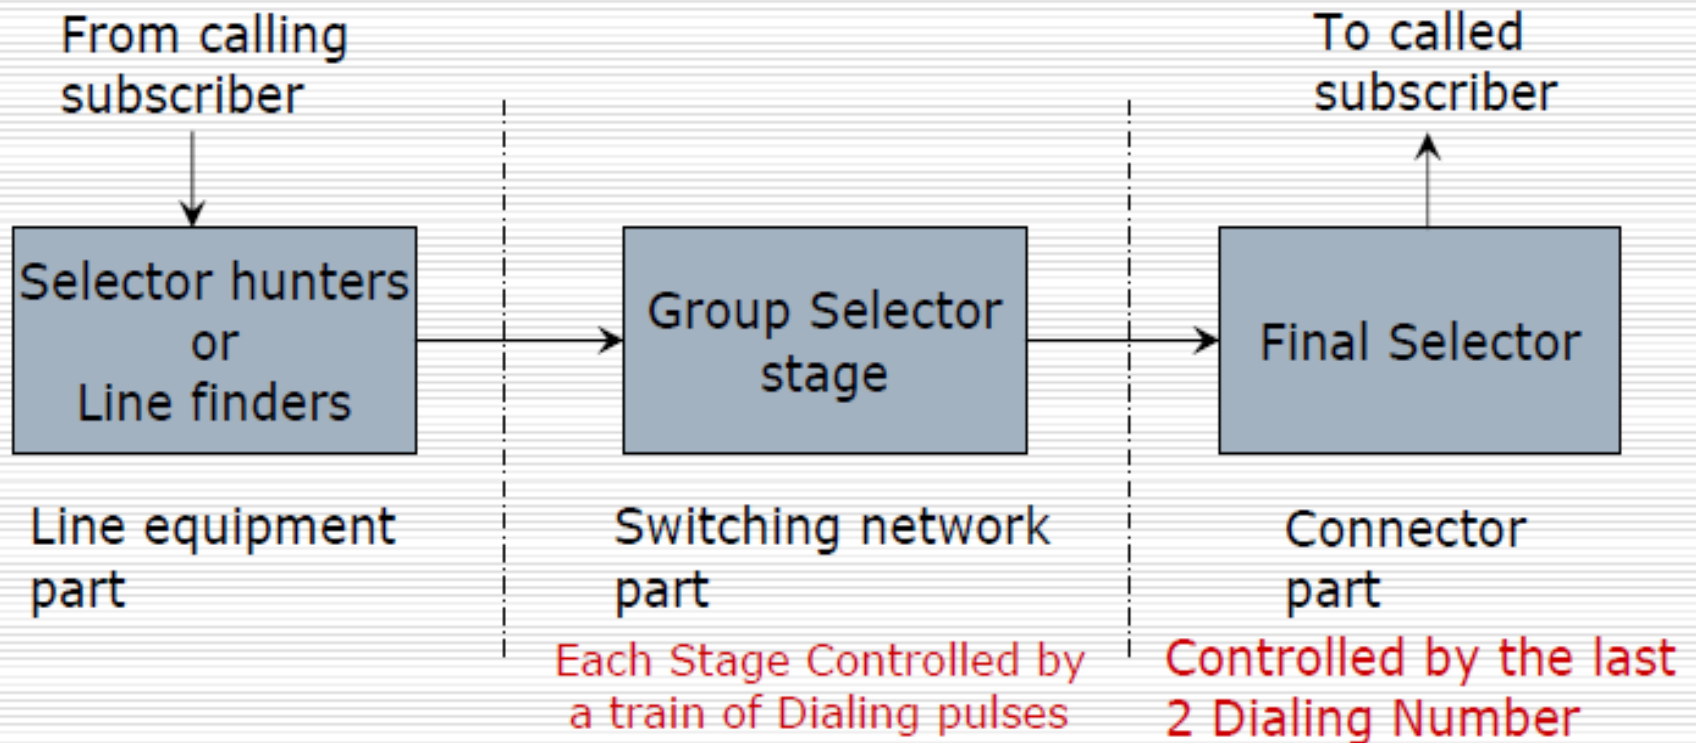 From calling
subscriber
To called
subscriber
Selector hunters
or
Line finders
Group Selector
stage
Final Selector
Line equipment
part
Switching network
part
Connector
part
Each Stage Controlled by
a train of Dialing pulses
Controlled by the last
2 Dialing Number